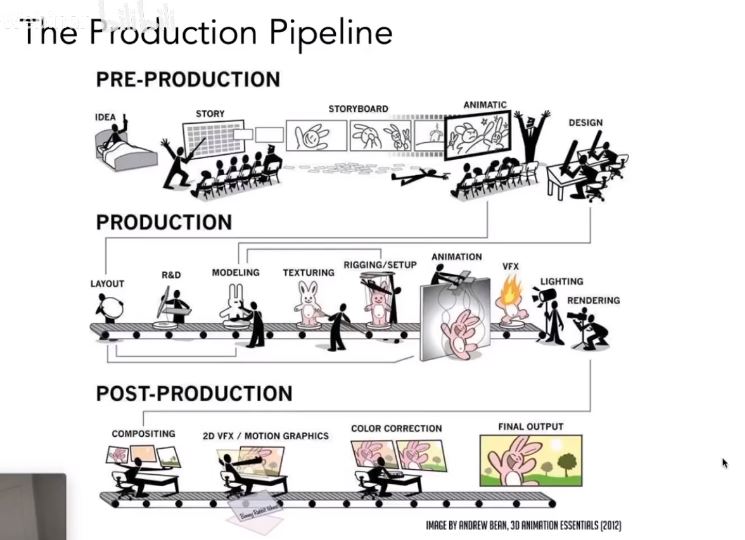 The Production Pipeline
PRE-PRODUCTION
IDEA
STORY
STORYBOARD
ANIMATIC
DESIGN
PRODUCTION
LAYOUT
R&D
MODELING
TEXTURING
RIGGING/SETUP
ANIMATION
VFX
LIGHTING
RENDERING
POST-PRODUCTION
COMPOSITING
2D VFX / MOTION GRAPHICS
COLOR CORRECTION
FINAL OUTPUT
IMAGE BY ANDREW BEAN, 3D ANIMATION ESSENTIALS (2012)